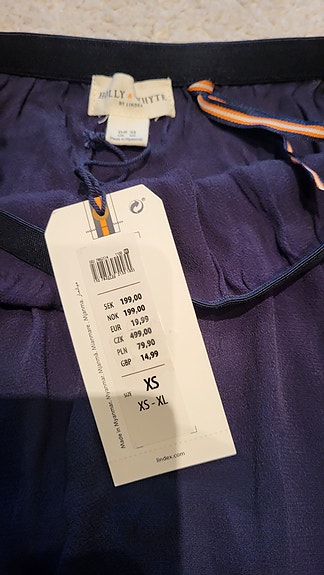 HOLLY & WHYTE
BY LINDEX
Made in Myanmar
SEK 199,00
NOK 199,00
EUR 19,99
CZK 499,00
PLN 79,90
GBP 14,99
SIZE XS
XS - XL
lindex.com